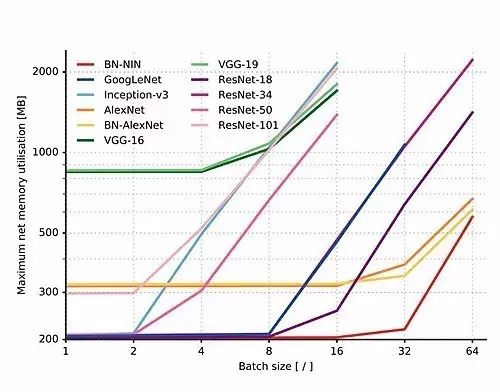 2000
1000
500
300
200
Maximum net memory utilisation [MB]
BN-NIN
GoogLeNet
Inception-v3
AlexNet
BN-AlexNet
VGG-16
VGG-19
ResNet-18
ResNet-34
ResNet-50
ResNet-101
1 2 4 8 16 32 64
Batch size [ / ]